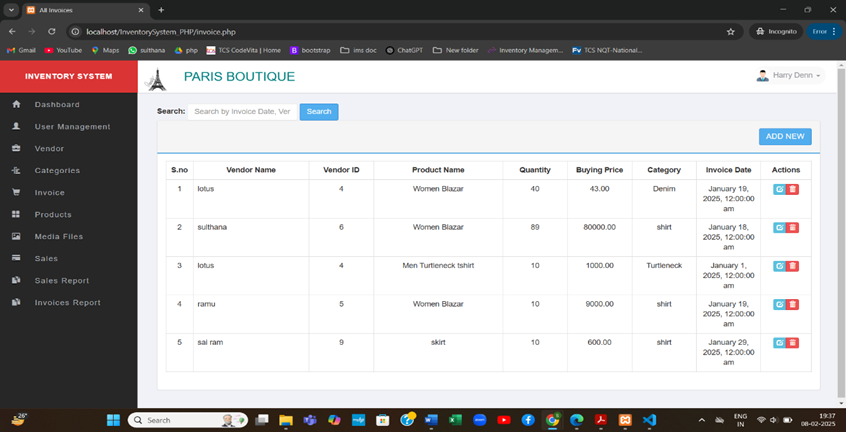 All Invoices
localhost/InventorySystem_PHP/invoice.php
Incognito
Error
Gmail
YouTube
Maps
sulthana
php
TCS CodeVita | Home
bootstrap
ims doc
ChatGPT
New folder
Inventory Managem...
TCS NQT-National...
INVENTORY SYSTEM
PARIS BOUTIQUE
Harry Denn
Dashboard
User Management
Vendor
Categories
Invoice
Products
Media Files
Sales
Sales Report
Invoices Report
Search: Search by Invoice Date, Ver Search
ADD NEW
S.no Vendor Name Vendor ID Product Name Quantity Buying Price Category Invoice Date Actions
1 lotus 4 Women Blazar 40 43.00 Denim January 19,
2025, 12:00:00
am
2 sulthana 6 Women Blazar 89 80000.00 shirt January 18,
2025, 12:00:00
am
3 lotus 4 Men Turtleneck tshirt 10 1000.00 Turtleneck January 1,
2025, 12:00:00
am
4 ramu 5 Women Blazar 10 9000.00 shirt January 19,
2025, 12:00:00
am
5 sai ram 9 skirt 10 600.00 shirt January 29,
2025, 12:00:00
am
26°
Search
ENG
IN
19:37
08-02-2025